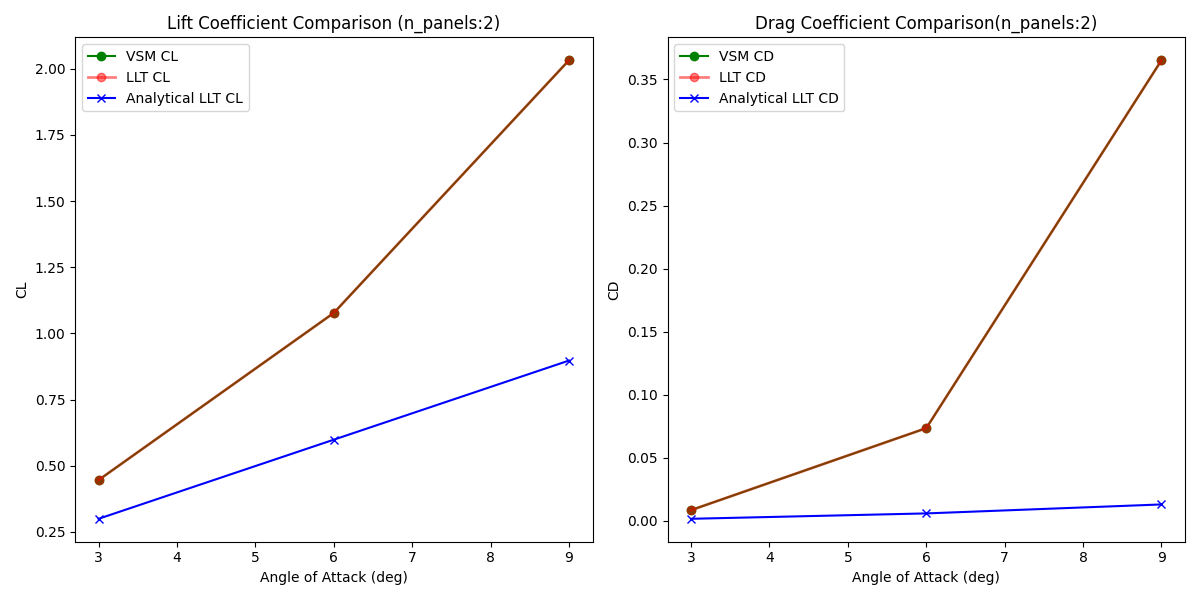 Lift Coefficient Comparison (n_panels:2)
VSM CL
LLT CL
Analytical LLT CL
2.00
1.75
1.50
1.25
1.00
0.75
0.50
0.25
CL
3 4 5 6 7 8 9
Angle of Attack (deg)
Drag Coefficient Comparison(n_panels:2)
VSM CD
LLT CD
Analytical LLT CD
0.35
0.30
0.25
0.20
0.15
0.10
0.05
0.00
CD
3 4 5 6 7 8 9
Angle of Attack (deg)